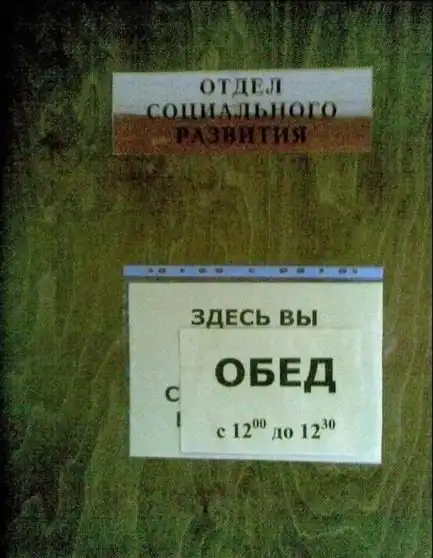 ОТДЕЛ
СОЦИАЛЬНОГО
РАЗВИТИЯ
ЗДЕСЬ ВЫ
ОБЕД
с 12⁰⁰ до 12³⁰